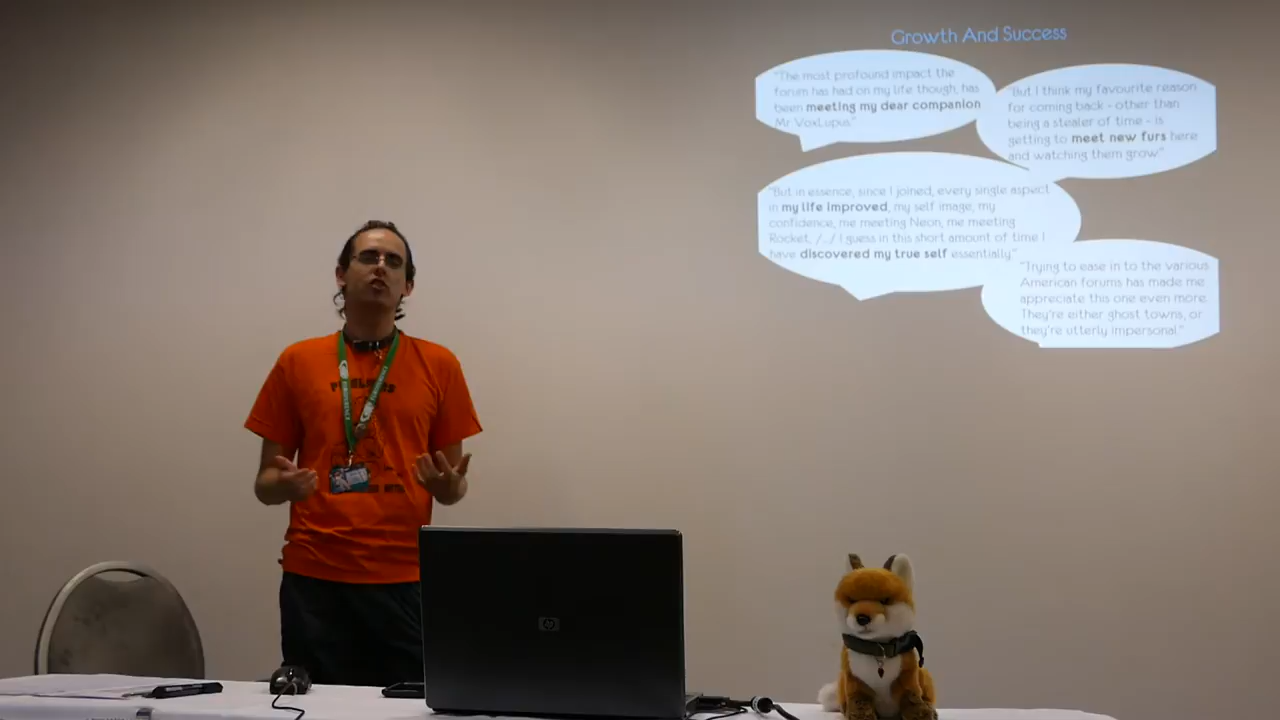 Growth And Success
"The most profound impact the
forum has had on my life though, has
been meeting my dear companion
Mr VoxLupus"
"But I think my favourite reason
for coming back - other than
being a stealer of time - is
getting to meet new furs here
and watching them grow"
"But in essence, since I joined, every single aspect
in my life improved, my self image, my
confidence, me meeting Neon, me meeting
Rocket, /.../ I guess in this short amount of time I
have discovered my true self essentially"
"Trying to ease in to the various
American forums has made me
appreciate this one even more.
They're either ghost towns, or
they're utterly impersonal."
hp